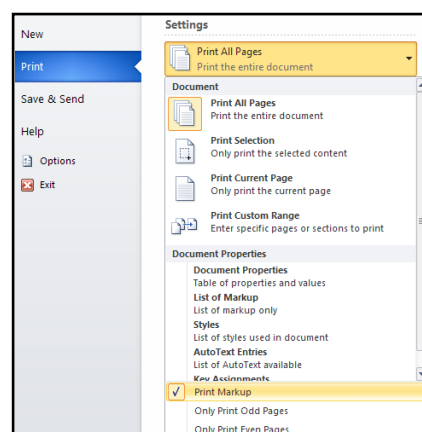 New
Print
Save & Send
Help
Options
Exit
Settings
Print All Pages
Print the entire document
Document
Print All Pages
Print the entire document
Print Selection
Only print the selected content
Print Current Page
Only print the current page
Print Custom Range
Enter specific pages or sections to print
Document Properties
Document Properties
Table of properties and values
List of Markup
List of markup only
Styles
List of styles used in document
AutoText Entries
List of AutoText available
Key Assignments
Print Markup
Only Print Odd Pages
Only Print Even Pages